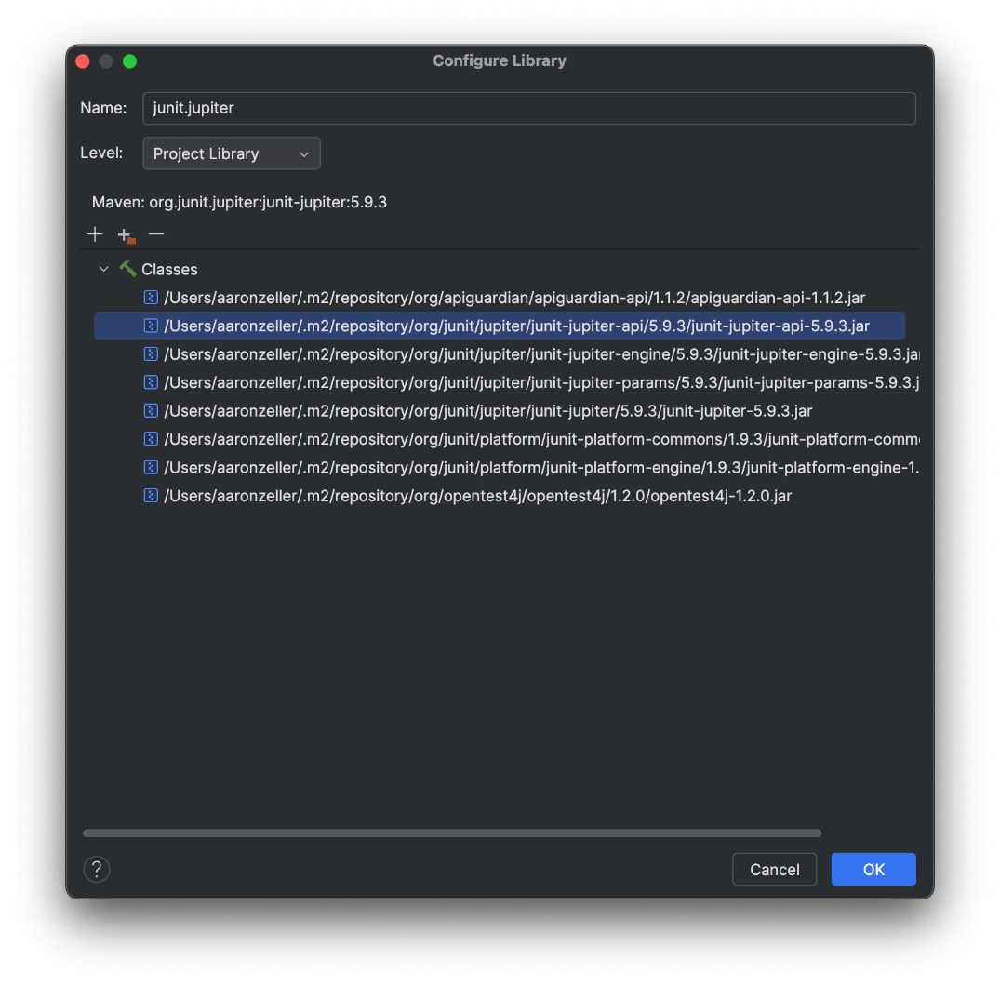 Configure Library
Name: junit.jupiter
Level: Project Library
Maven: org.junit.jupiter:junit-jupiter:5.9.3
Classes
/Users/aaronzeller/.m2/repository/org/apiguardian/apiguardian-api/1.1.2/apiguardian-api-1.1.2.jar
/Users/aaronzeller/.m2/repository/org/junit/jupiter/junit-jupiter-api/5.9.3/junit-jupiter-api-5.9.3.jar
/Users/aaronzeller/.m2/repository/org/junit/jupiter/junit-jupiter-engine/5.9.3/junit-jupiter-engine-5.9.3.jar
/Users/aaronzeller/.m2/repository/org/junit/jupiter/junit-jupiter-params/5.9.3/junit-jupiter-params-5.9.3.j
/Users/aaronzeller/.m2/repository/org/junit/jupiter/junit-jupiter/5.9.3/junit-jupiter-5.9.3.jar
/Users/aaronzeller/.m2/repository/org/junit/platform/junit-platform-commons/1.9.3/junit-platform-comm
/Users/aaronzeller/.m2/repository/org/junit/platform/junit-platform-engine/1.9.3/junit-platform-engine-1.
/Users/aaronzeller/.m2/repository/org/opentest4j/opentest4j/1.2.0/opentest4j-1.2.0.jar
?
Cancel
OK